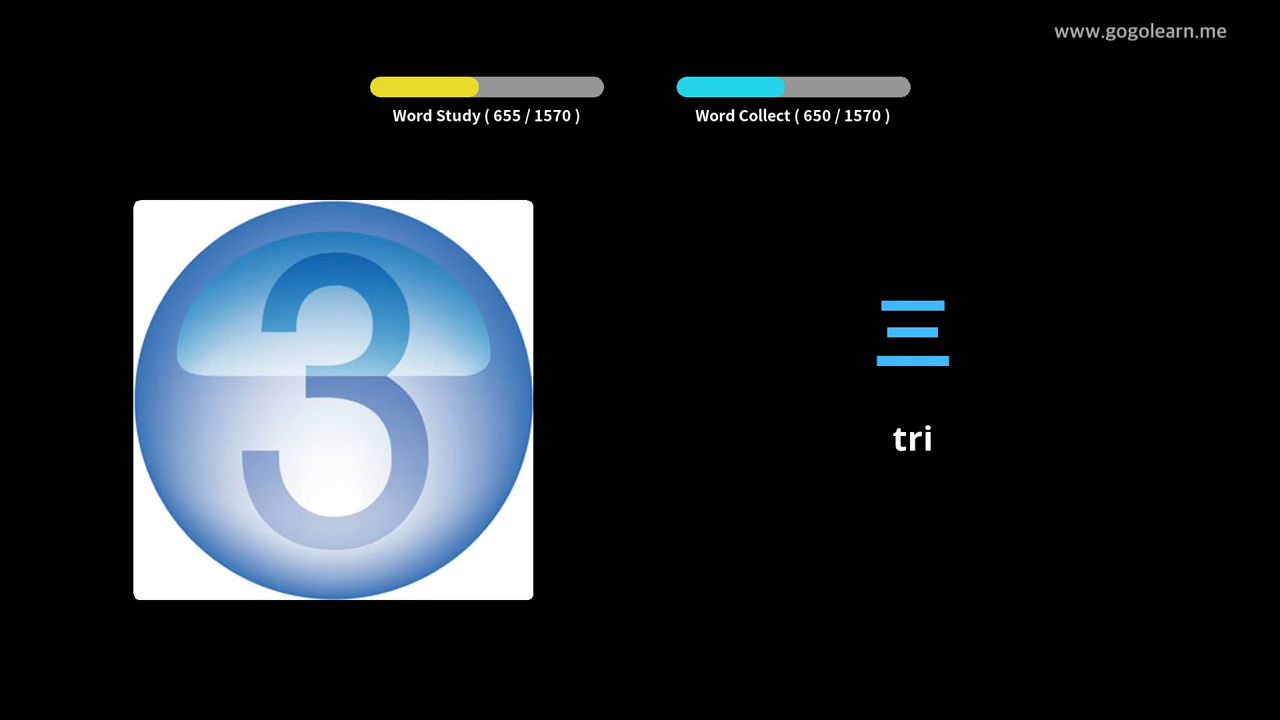 www.gogolearn.me
Word Study ( 655 / 1570 )
Word Collect ( 650 / 1570 )
3
三
tri